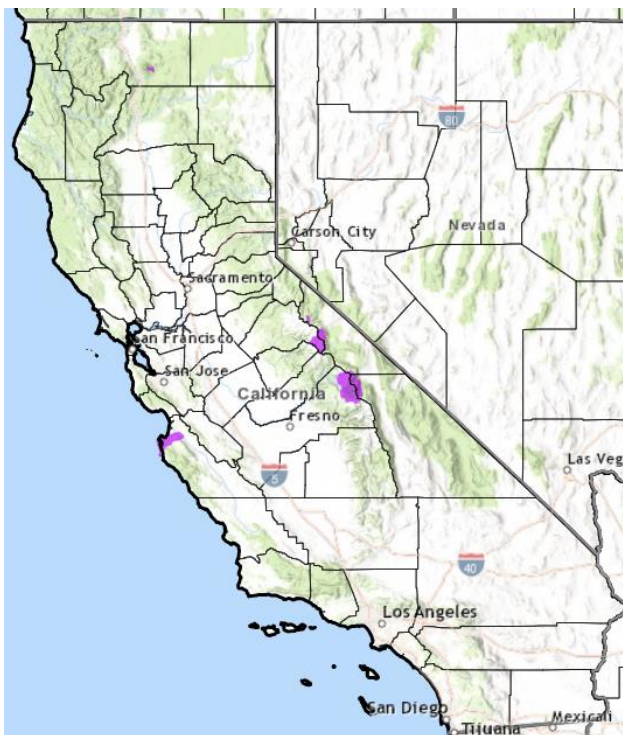 80
Nevada
Carson City
Sacramento
San Francisco
San Jose
California
Fresno
5
Las Veg
40
Los Angeles
San Diego
Tijuana
Mexicali